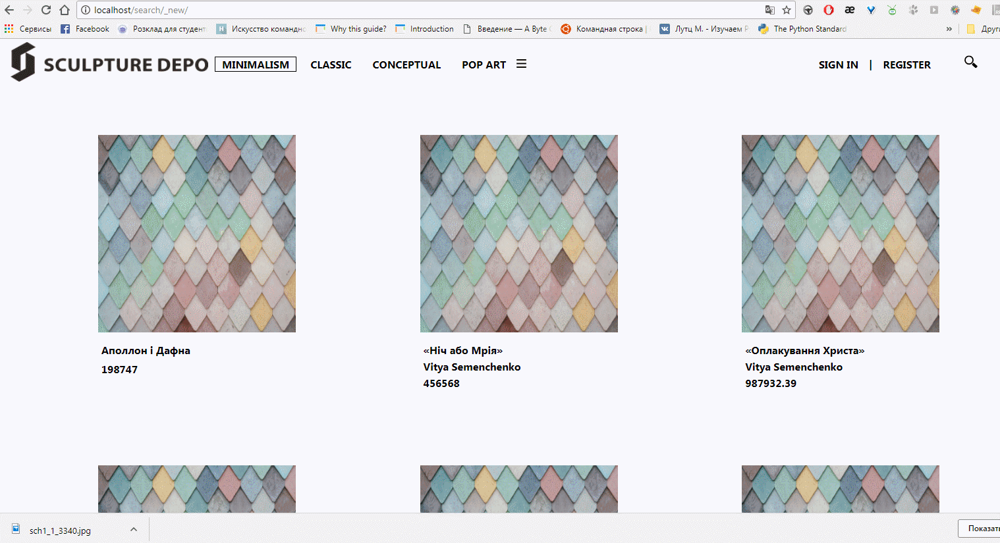 localhost/search/_new/
Сервисы Facebook Розклад для студент Искусство командно Why this guide? Introduction Введение — A Byte Командная строка Лутц М. - Изучаем The Python Standard » Други
SCULPTURE DEPO MINIMALISM CLASSIC CONCEPTUAL POP ART SIGN IN | REGISTER
Аполлон і Дафна
198747
«Ніч або Мрія»
Vitya Semenchenko
456568
«Оплакування Христа»
Vitya Semenchenko
987932.39
sch1_1_3340.jpg Показать